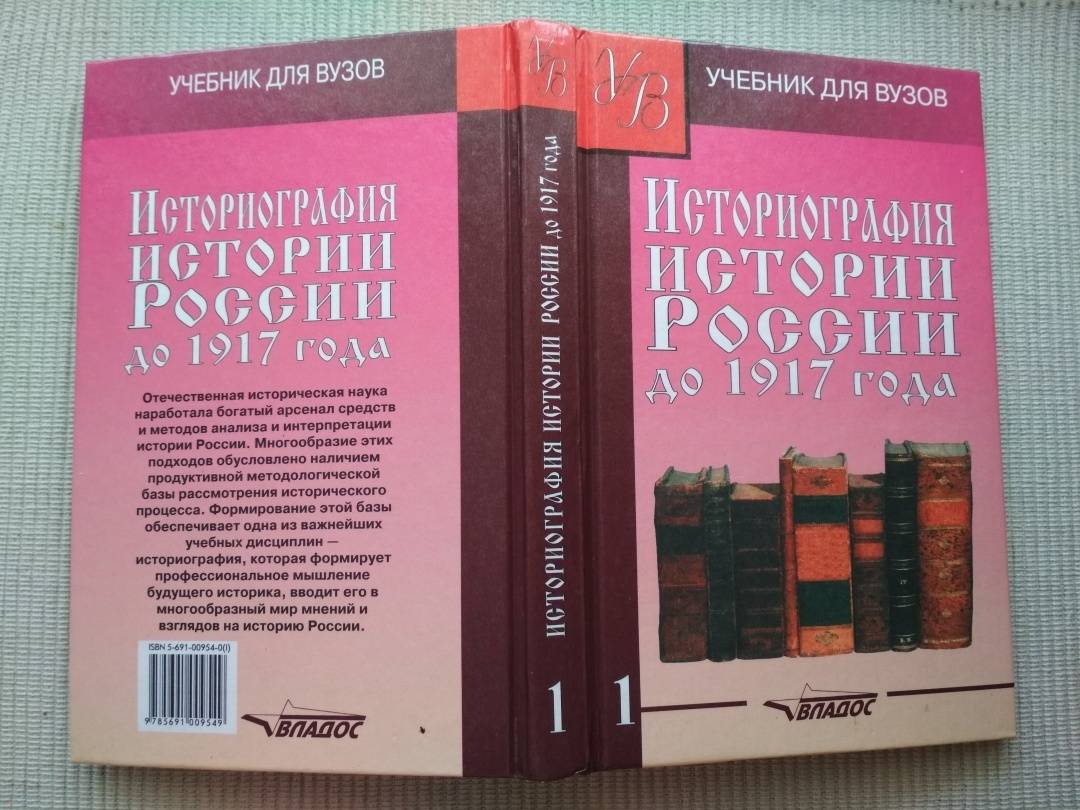 УЧЕБНИК ДЛЯ ВУЗОВ
ИСТОРИОГРАФИЯ
ИСТОРИИ
РОССИИ
до 1917 года
Отечественная историческая наука
наработала богатый арсенал средств
и методов анализа и интерпретации
истории России. Многообразие этих
подходов обусловлено наличием
продуктивной методологической
базы рассмотрения исторического
процесса. Формирование этой базы
обеспечивает одна из важнейших
учебных дисциплин —
историография, которая формирует
профессиональное мышление
будущего историка, вводит его в
многообразный мир мнений и
взглядов на историю России.
ISBN 5-691-00954-0(I)
9 785691 009549
ВЛАДОС
УВ
ИСТОРИОГРАФИЯ ИСТОРИИ РОССИИ до 1917 года
1
УВ
УЧЕБНИК ДЛЯ ВУЗОВ
ИСТОРИОГРАФИЯ
ИСТОРИИ
РОССИИ
до 1917 года
1
ВЛАДОС